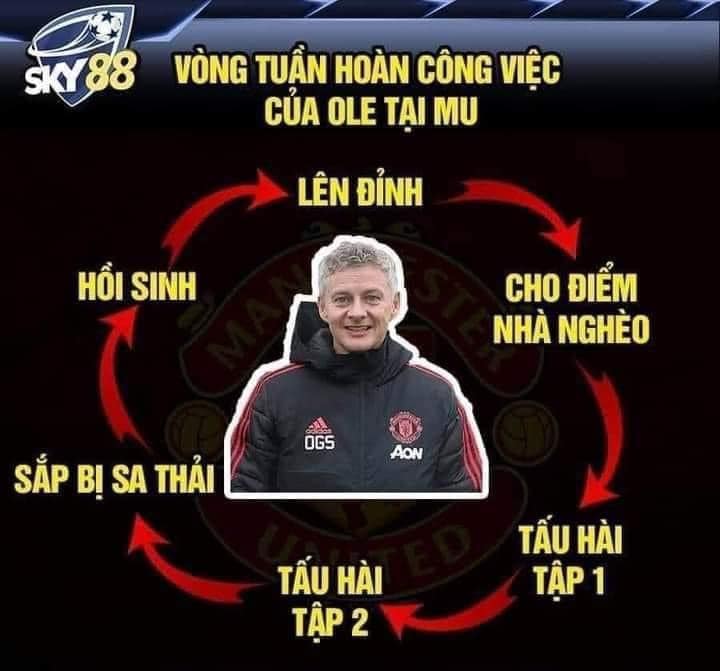 SKY88
VÒNG TUẦN HOÀN CÔNG VIỆC
CỦA OLE TẠI MU
LÊN ĐỈNH
CHO ĐIỂM
NHÀ NGHÈO
TẤU HÀI
TẬP 1
TẤU HÀI
TẬP 2
SẮP BỊ SA THẢI
HỒI SINH
MANCHESTER
UNITED
adidas
OGS
AON